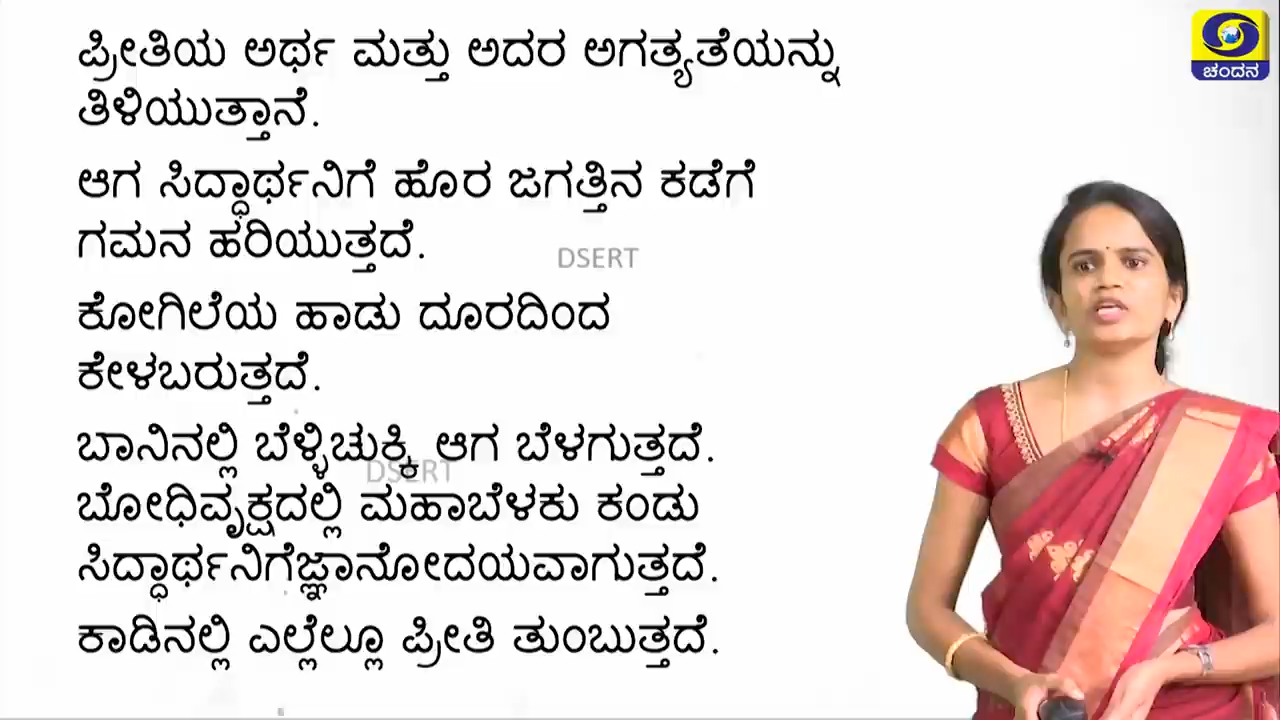 ಪ್ರೀತಿಯ ಅರ್ಥ ಮತ್ತು ಅದರ ಅಗತ್ಯತೆಯನ್ನು
ತಿಳಿಯುತ್ತಾನೆ.
ಆಗ ಸಿದ್ಧಾರ್ಥನಿಗೆ ಹೊರ ಜಗತ್ತಿನ ಕಡೆಗೆ
ಗಮನ ಹರಿಯುತ್ತದೆ.
ಕೋಗಿಲೆಯ ಹಾಡು ದೂರದಿಂದ
ಕೇಳಬರುತ್ತದೆ.
ಬಾನಿನಲ್ಲಿ ಬೆಳ್ಳಿಚುಕ್ಕಿ ಆಗ ಬೆಳಗುತ್ತದೆ.
ಬೋಧಿವೃಕ್ಷದಲ್ಲಿ ಮಹಾಬೆಳಕು ಕಂಡು
ಸಿದ್ಧಾರ್ಥನಿಗೆಜ್ಞಾನೋದಯವಾಗುತ್ತದೆ.
ಕಾಡಿನಲ್ಲಿ ಎಲ್ಲೆಲ್ಲೂ ಪ್ರೀತಿ ತುಂಬುತ್ತದೆ.
DSERT
DSERT
ಚಂದನ